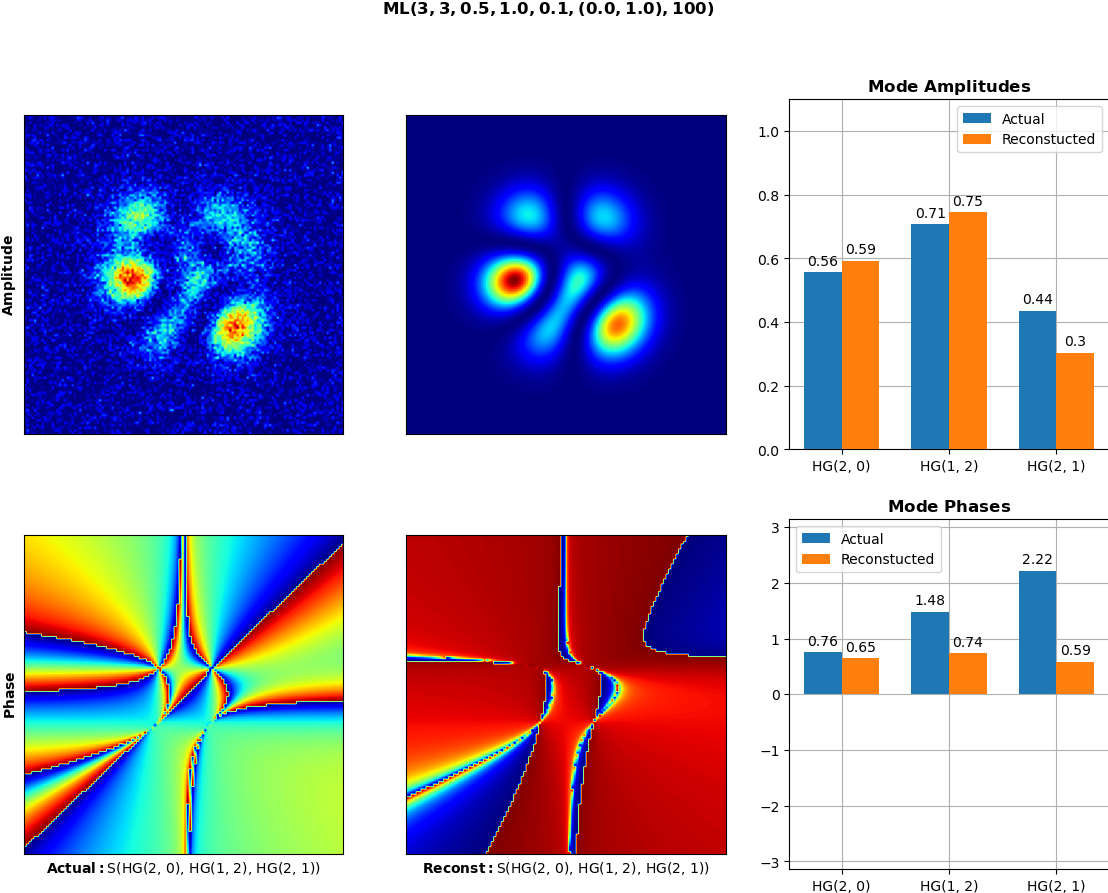 ML(3, 3, 0.5, 1.0, 0.1, (0.0, 1.0), 100)
Amplitude
Mode Amplitudes
Actual
Reconstucted
1.0
0.8
0.6
0.4
0.2
0.0
0.56
0.59
0.71
0.75
0.44
0.3
HG(2, 0)
HG(1, 2)
HG(2, 1)
Phase
Actual: S(HG(2, 0), HG(1, 2), HG(2, 1))
Reconst: S(HG(2, 0), HG(1, 2), HG(2, 1))
Mode Phases
Actual
Reconstucted
3
2
1
0
−1
−2
−3
0.76
0.65
1.48
0.74
2.22
0.59
HG(2, 0)
HG(1, 2)
HG(2, 1)